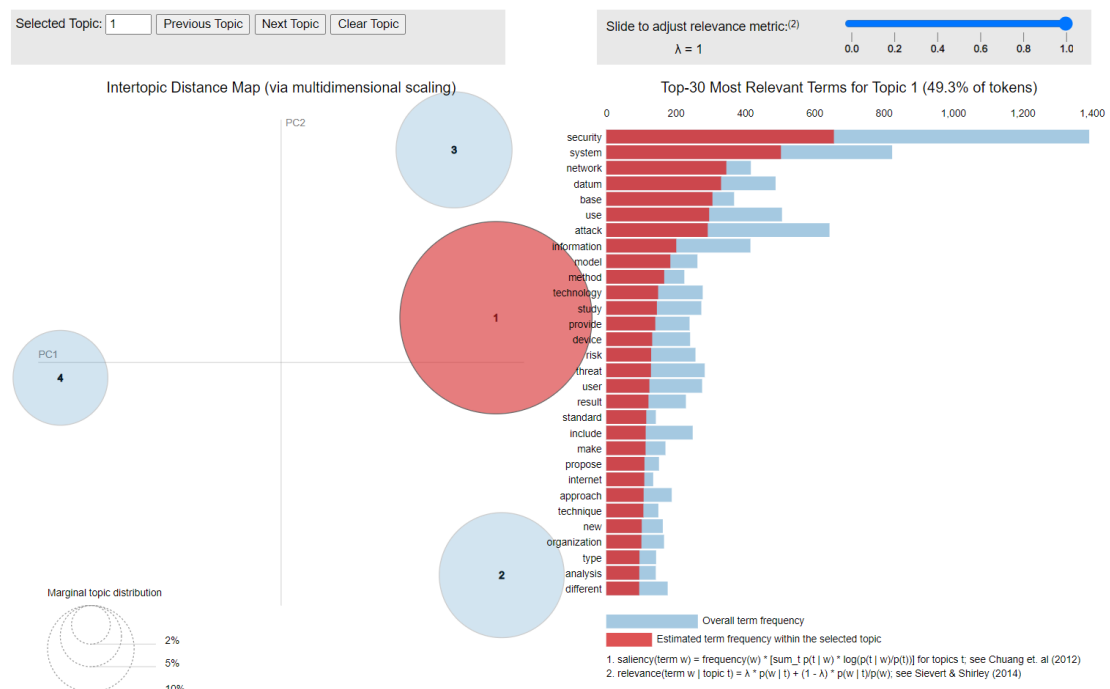 Selected Topic: 1 Previous Topic Next Topic Clear Topic
Slide to adjust relevance metric:(2)
λ = 1
0.0 0.2 0.4 0.6 0.8 1.0
Intertopic Distance Map (via multidimensional scaling)
PC2
PC1
3
1
4
2
Marginal topic distribution
2%
5%
10%
Top-30 Most Relevant Terms for Topic 1 (49.3% of tokens)
0 200 400 600 800 1,000 1,200 1,400
security
system
network
datum
base
use
attack
information
model
method
technology
study
provide
device
risk
threat
user
result
standard
include
make
propose
internet
approach
technique
new
organization
type
analysis
different
Overall term frequency
Estimated term frequency within the selected topic
1. saliency(term w) = frequency(w) * [sum_t p(t | w) * log(p(t | w)/p(t))] for topics t; see Chuang et. al (2012)
2. relevance(term w | topic t) = λ * p(w | t) + (1 - λ) * p(w | t)/p(w); see Sievert & Shirley (2014)